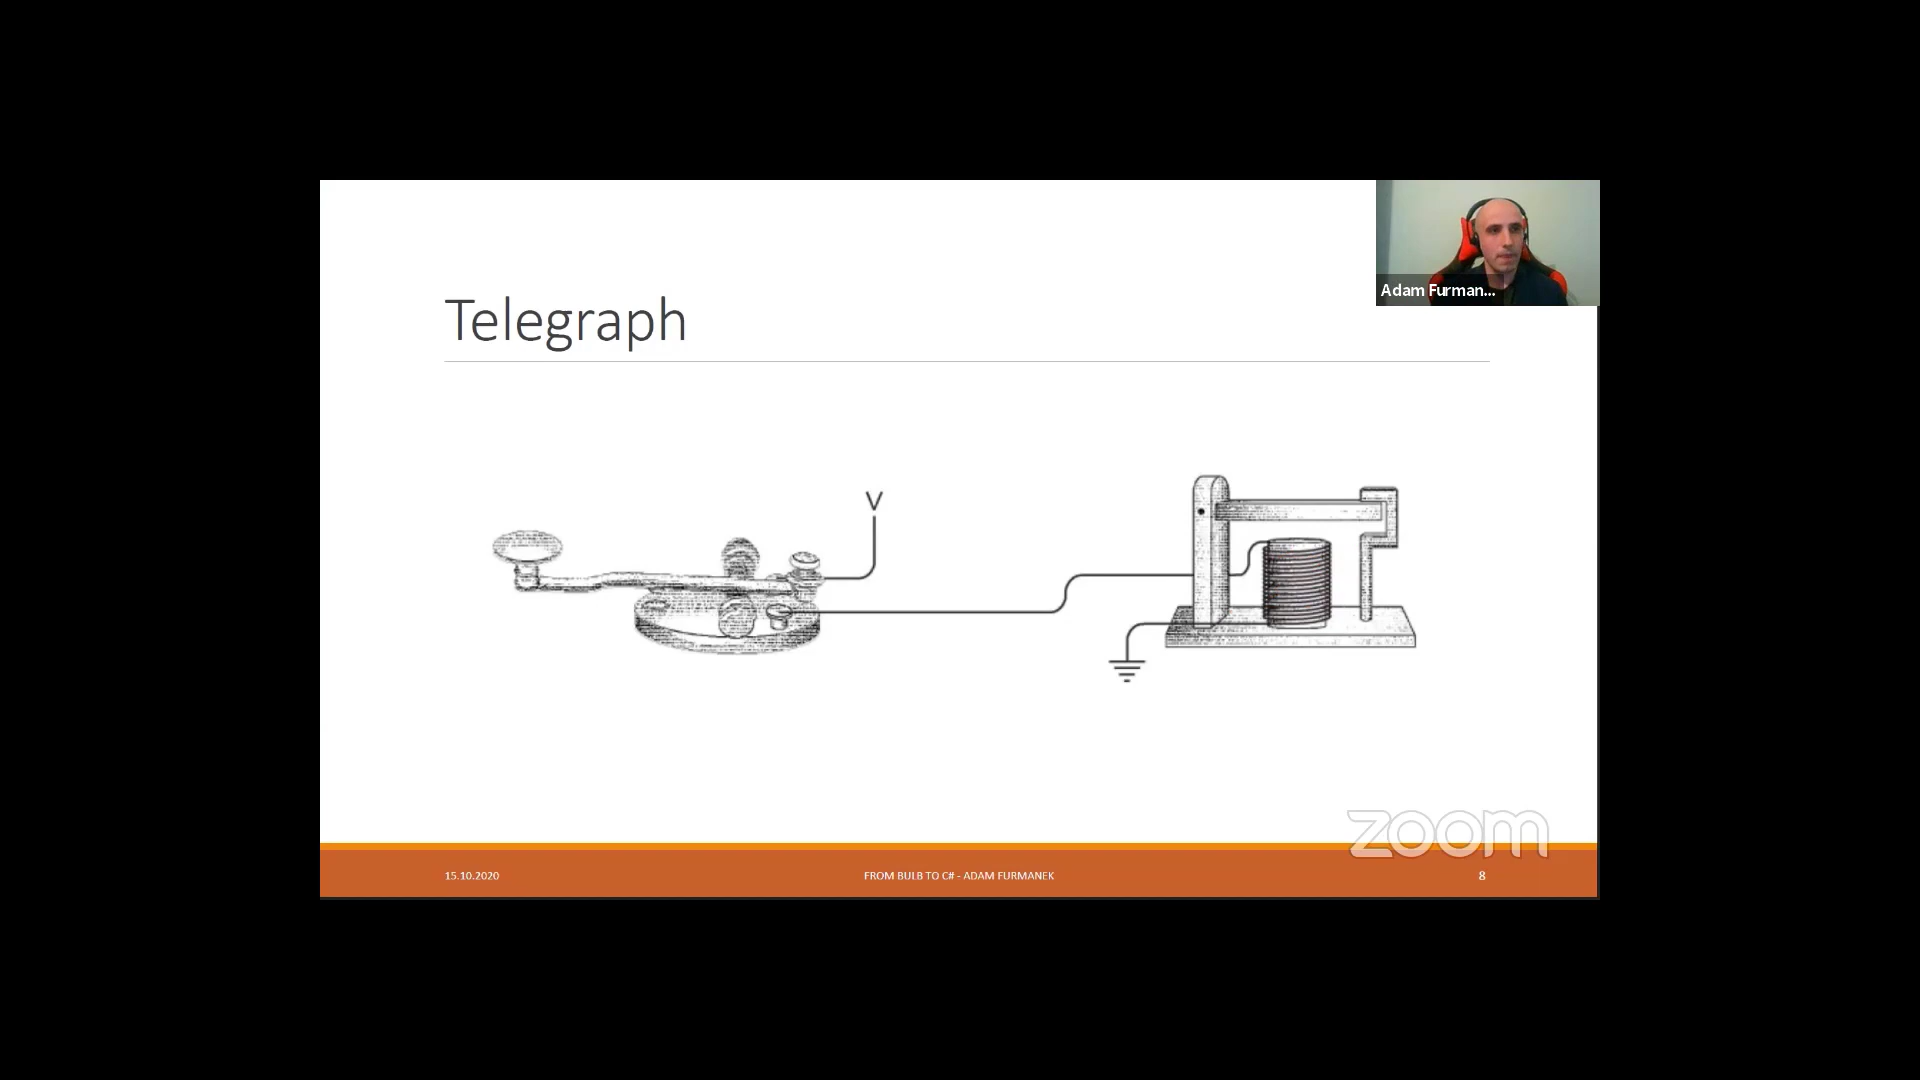 Adam Furman...
Telegraph
V
zoom
15.10.2020
FROM BULB TO C# - ADAM FURMANEK
8